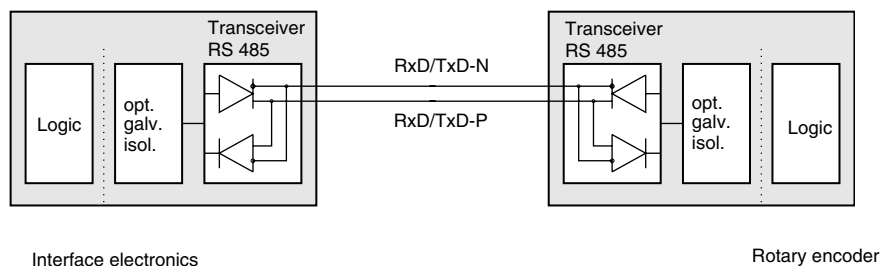 Transceiver
RS 485
Logic
opt.
galv.
isol.
RxD/TxD-N
RxD/TxD-P
Transceiver
RS 485
opt.
galv.
isol.
Logic
Interface electronics
Rotary encoder